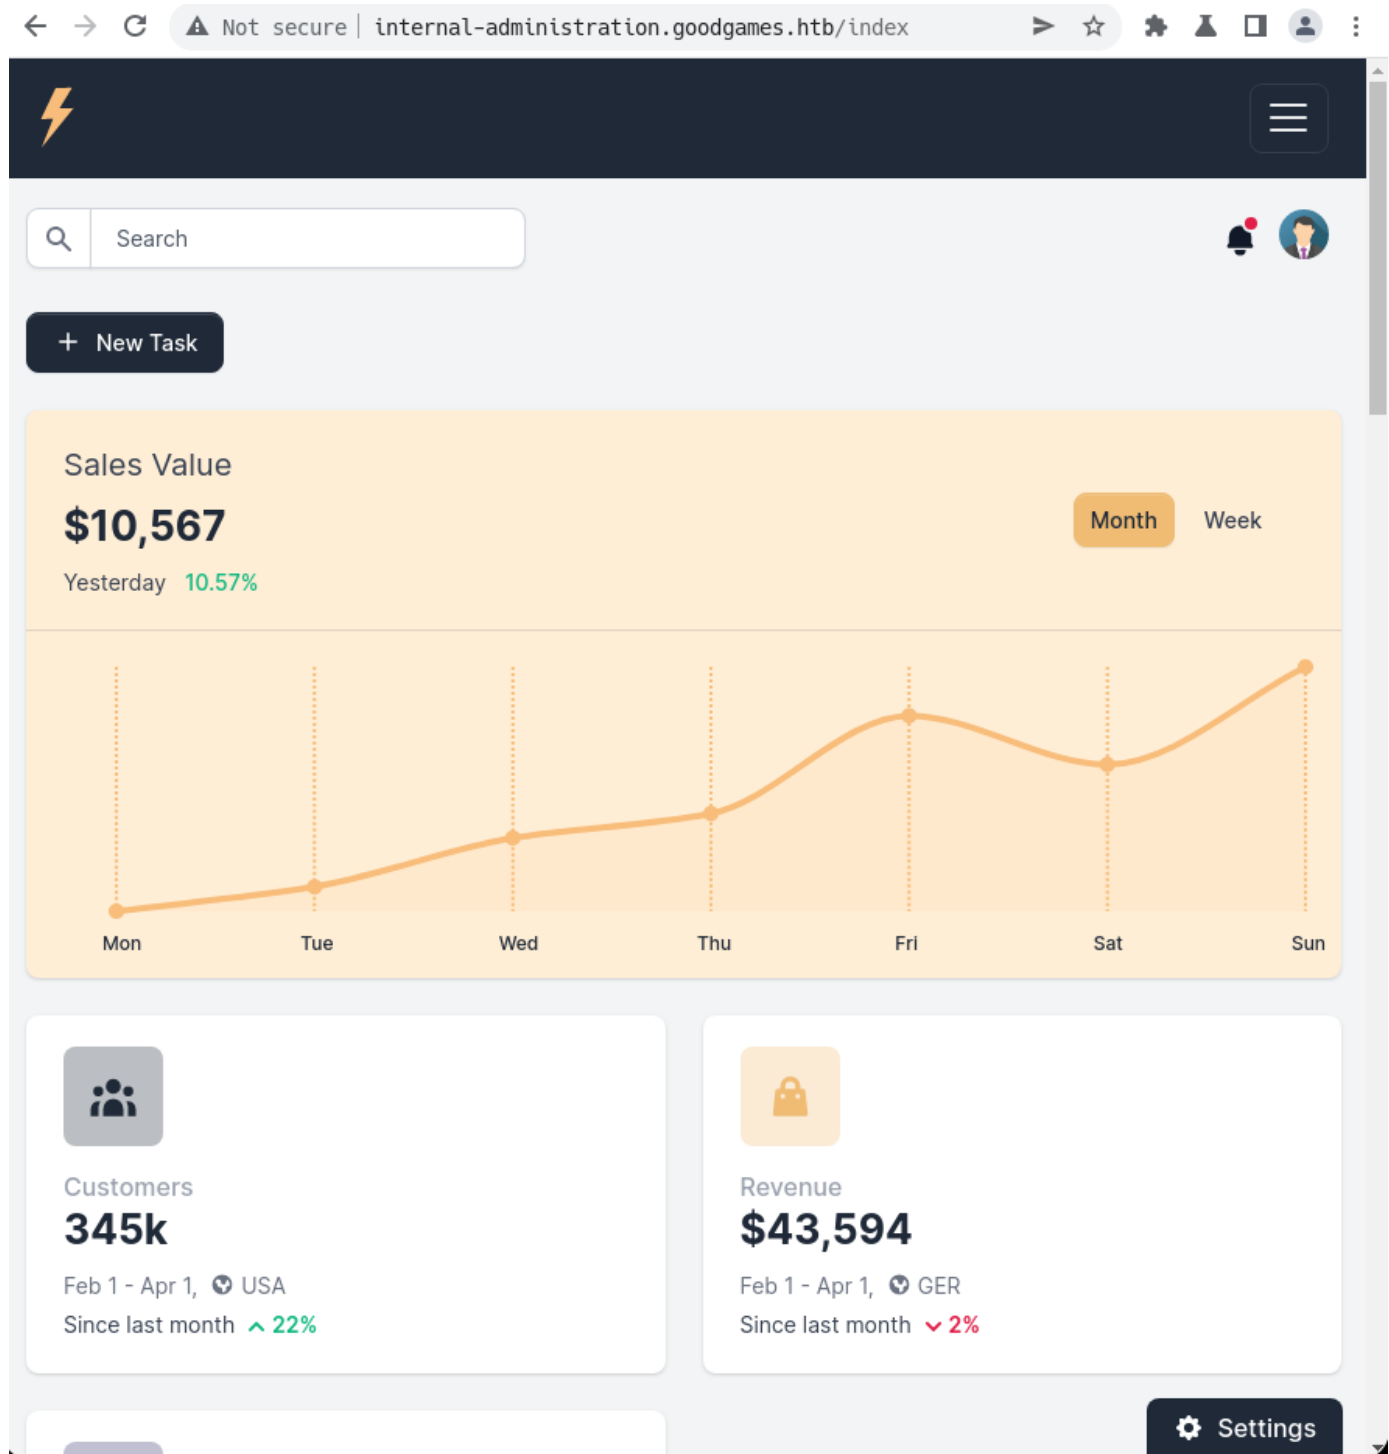 Not secure internal-administration.goodgames.htb/index
Search
New Task
Sales Value
$10,567
Month Week
Yesterday 10.57%
Mon Tue Wed Thu Fri Sat Sun
Customers
345k
Feb 1 - Apr 1, USA
Since last month 22%
Revenue
$43,594
Feb 1 - Apr 1, GER
Since last month 2%
Settings